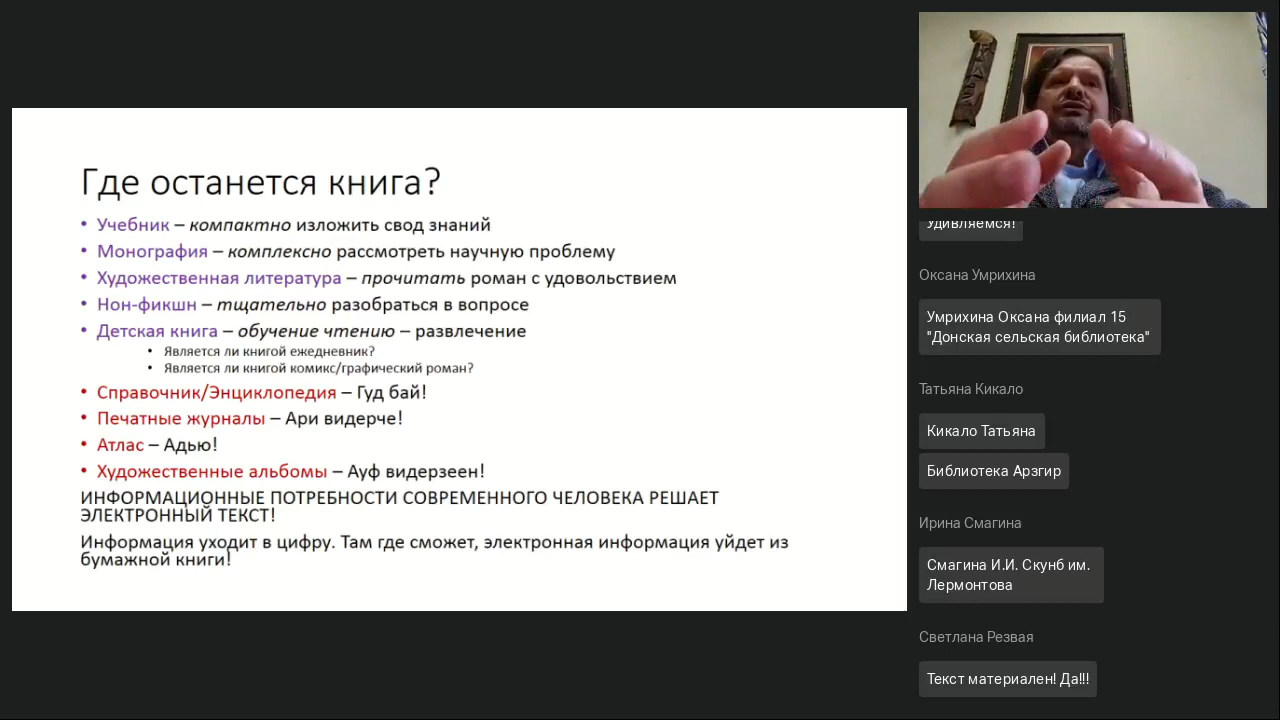 Где останется книга?
• Учебник – компактно изложить свод знаний
• Монография – комплексно рассмотреть научную проблему
• Художественная литература – прочитать роман с удовольствием
• Нон-фикшн – тщательно разобраться в вопросе
• Детская книга – обучение чтению – развлечение
• Является ли книгой ежедневник?
• Является ли книгой комикс/графический роман?
• Справочник/Энциклопедия – Гуд бай!
• Печатные журналы – Ари видерче!
• Атлас – Адью!
• Художественные альбомы – Ауф видерзеен!
ИНФОРМАЦИОННЫЕ ПОТРЕБНОСТИ СОВРЕМЕННОГО ЧЕЛОВЕКА РЕШАЕТ
ЭЛЕКТРОННЫЙ ТЕКСТ!
Информация уходит в цифру. Там где сможет, электронная информация уйдет из
бумажной книги!
Удивляемся!
Оксана Умрихина
Умрихина Оксана филиал 15
"Донская сельская библиотека"
Татьяна Кикало
Кикало Татьяна
Библиотека Арзгир
Ирина Смагина
Смагина И.И. Скунб им.
Лермонтова
Светлана Резвая
Текст материален! Да!!!